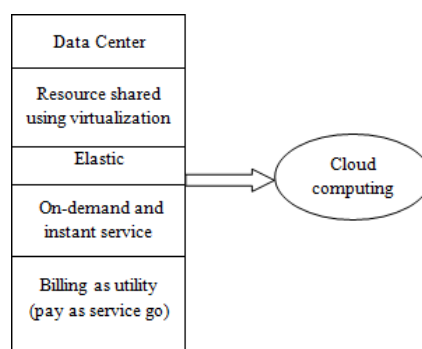 Data Center
Resource shared
using virtualization
Elastic
On-demand and
instant service
Billing as utility
(pay as service go)
Cloud
computing